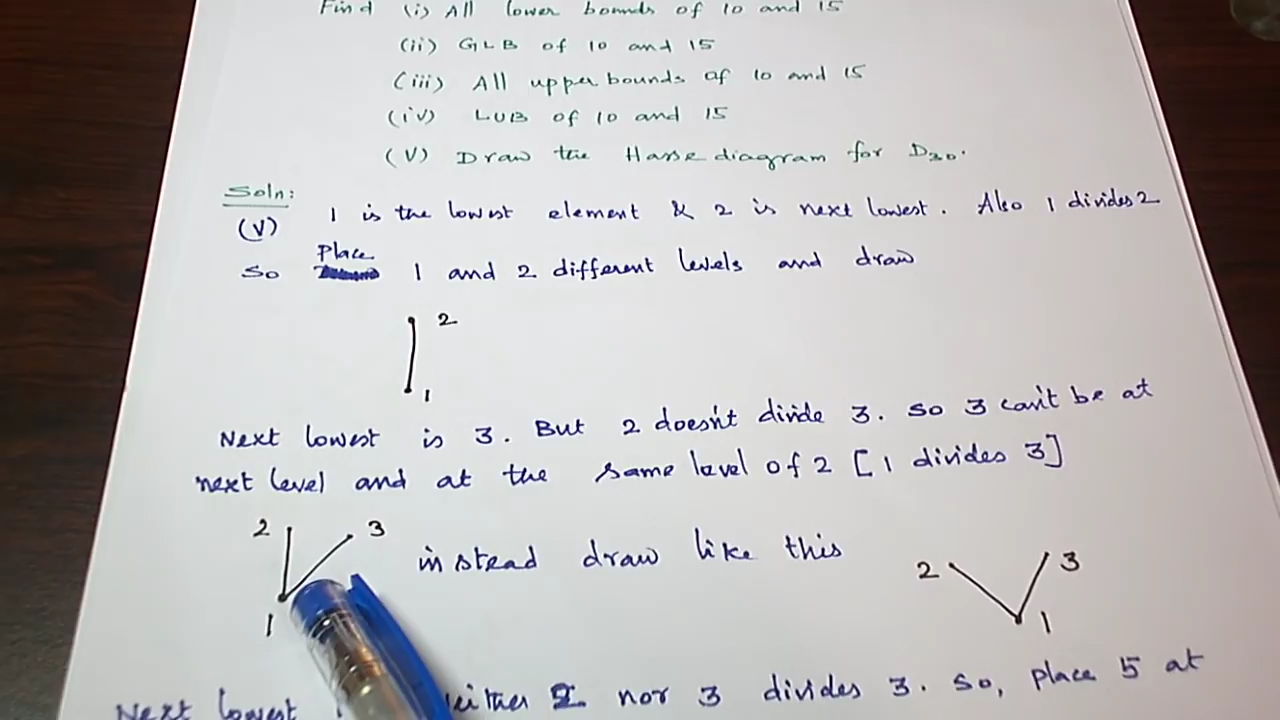 Find (i) All lower bounds of 10 and 15
(ii) GLB of 10 and 15
(iii) All upper bounds of 10 and 15
(iv) LUB of 10 and 15
(V) Draw the Hasse diagram for D30.
Soln:
(V) 1 is the lowest element & 2 is next lowest. Also 1 divides 2
So Place 1 and 2 different levels and draw
2
1
Next lowest is 3. But 2 doesn't divide 3. So 3 can't be at
next level and at the same level of 2 [1 divides 3]
2 3 instead draw like this 2 3
1 1
Next lowest nor 3 divides 3. So, place 5 at